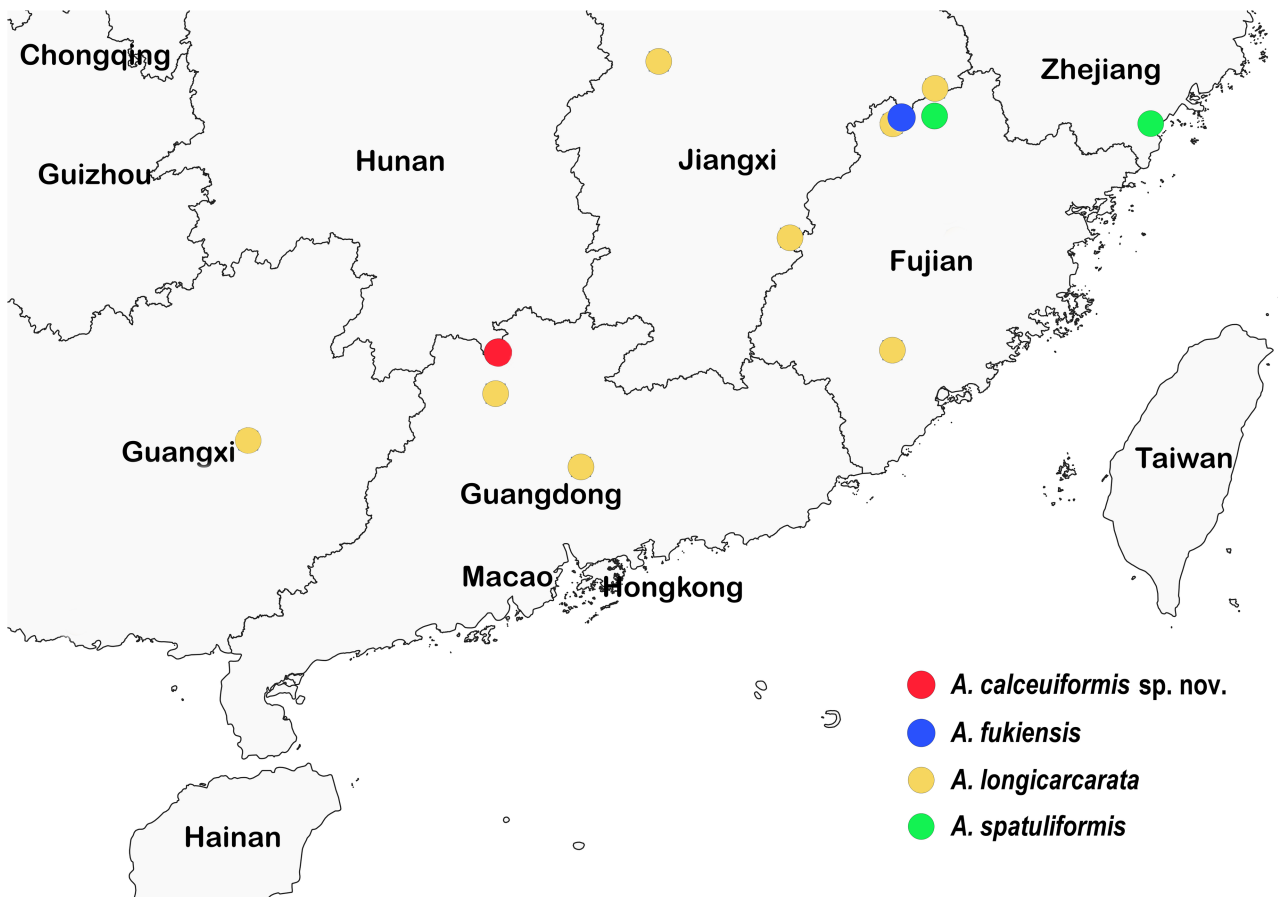 Chongqing
Zhejiang
Hunan
Jiangxi
Guizhou
Fujian
Guangxi
Taiwan
Guangdong
Macao
Hongkong
A. calceuiformis sp. nov.
A. fukiensis
A. longicarcarata
A. spatuliformis
Hainan